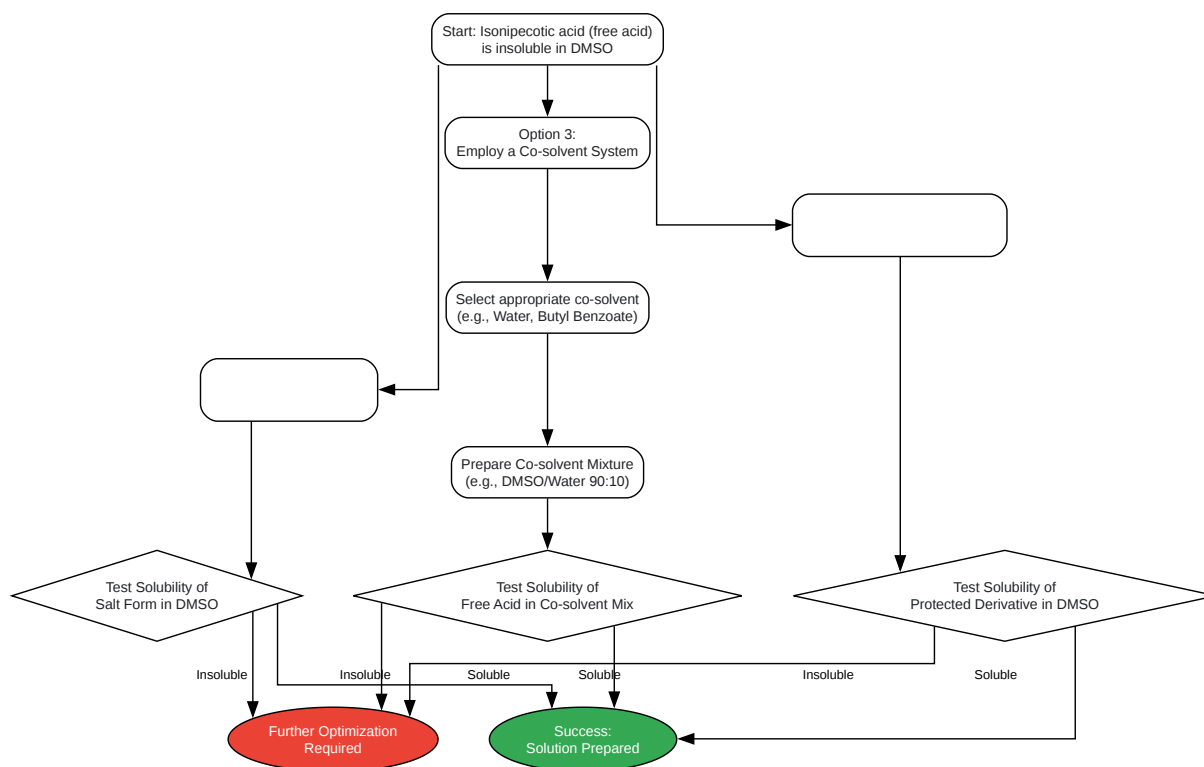 Start: Isonipecotic acid (free acid)
is insoluble in DMSO
Option 3:
Employ a Co-solvent System
Select appropriate co-solvent
(e.g., Water, Butyl Benzoate)
Prepare Co-solvent Mixture
(e.g., DMSO/Water 90:10)
Test Solubility of
Salt Form in DMSO
Test Solubility of
Free Acid in Co-solvent Mix
Test Solubility of
Protected Derivative in DMSO
Insoluble
Insoluble
Soluble
Soluble
Insoluble
Soluble
Further Optimization
Required
Success:
Solution Prepared